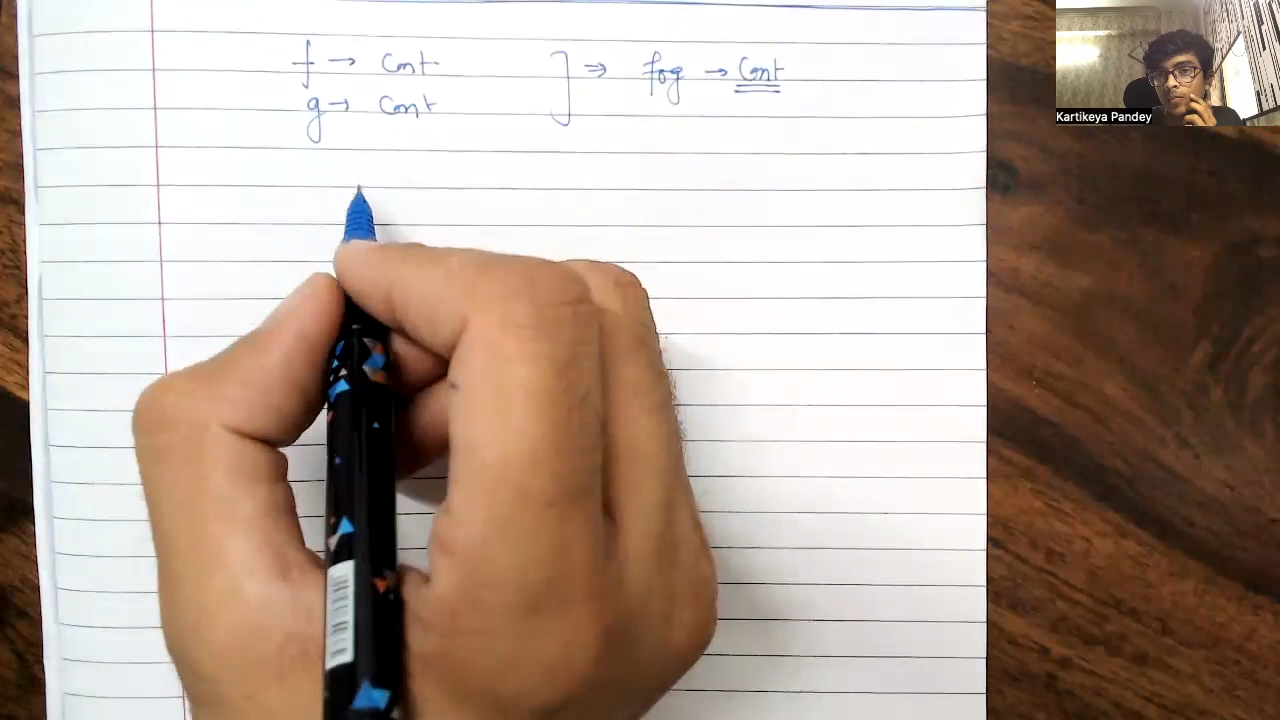 f → Cont ] ⇒ fog → Cont
g → Cont
Kartikeya Pandey